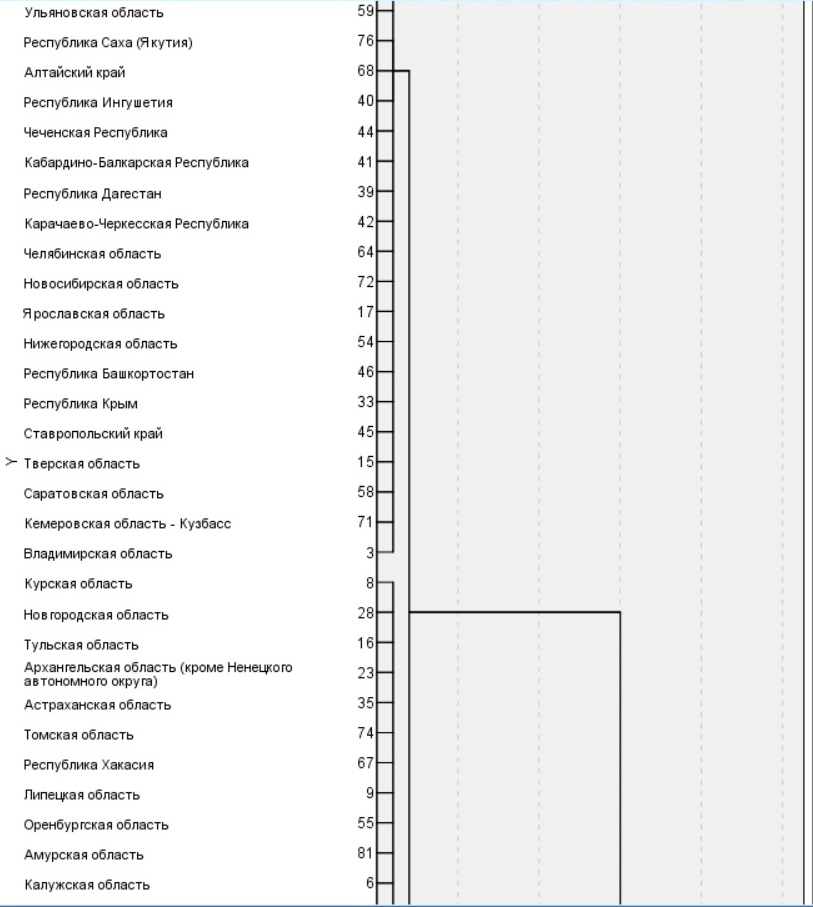 Ульяновская область 59
Республика Саха (Якутия) 76
Алтайский край 68
Республика Ингушетия 40
Чеченская Республика 44
Кабардино-Балкарская Республика 41
Республика Дагестан 39
Карачаево-Черкесская Республика 42
Челябинская область 64
Новосибирская область 72
Ярославская область 17
Нижегородская область 54
Республика Башкортостан 46
Республика Крым 33
Ставропольский край 45
Y Тверская область 15
Саратовская область 58
Кемеровская область - Кузбасс 71
Владимирская область 3
Курская область 8
Новгородская область 28
Тульская область 16
Архангельская область (кроме Ненецкого
автономного округа) 23
Астраханская область 35
Томская область 74
Республика Хакасия 67
Липецкая область 9
Оренбургская область 55
Амурская область 81
Калужская область 6